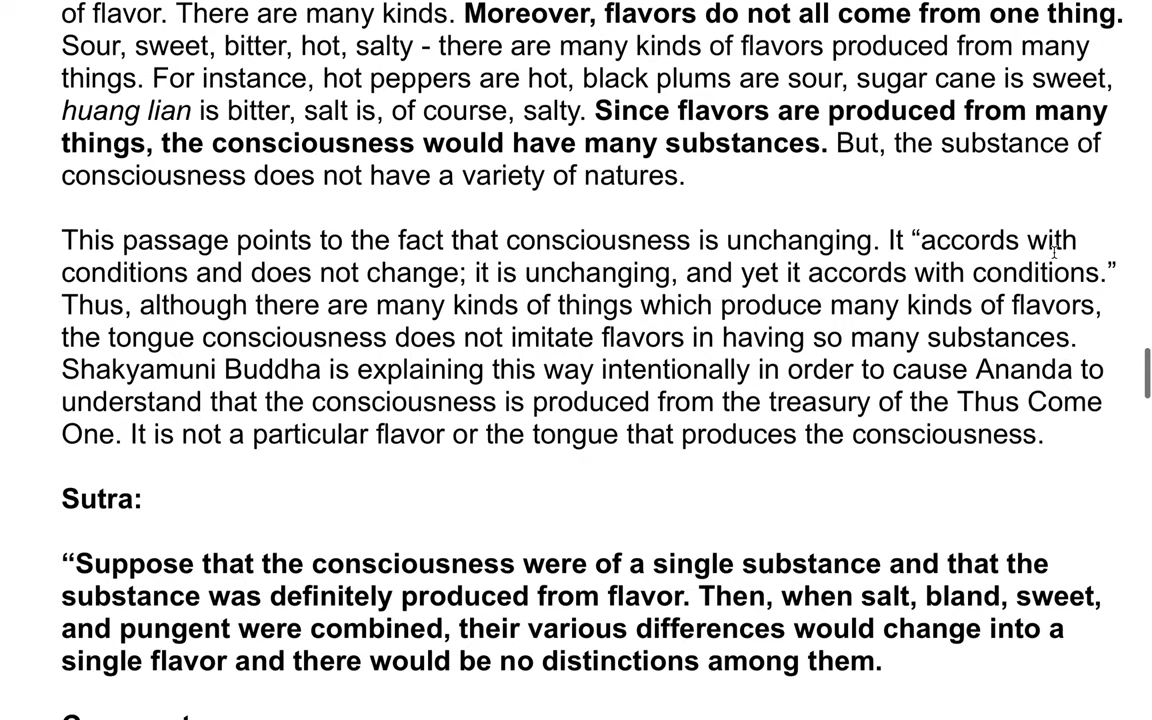 of flavor. There are many kinds. Moreover, flavors do not all come from one thing.
Sour, sweet, bitter, hot, salty - there are many kinds of flavors produced from many
things. For instance, hot peppers are hot, black plums are sour, sugar cane is sweet,
huang lian is bitter, salt is, of course, salty. Since flavors are produced from many
things, the consciousness would have many substances. But, the substance of
consciousness does not have a variety of natures.
This passage points to the fact that consciousness is unchanging. It “accords with
conditions and does not change; it is unchanging, and yet it accords with conditions.”
Thus, although there are many kinds of things which produce many kinds of flavors,
the tongue consciousness does not imitate flavors in having so many substances.
Shakyamuni Buddha is explaining this way intentionally in order to cause Ananda to
understand that the consciousness is produced from the treasury of the Thus Come
One. It is not a particular flavor or the tongue that produces the consciousness.
Sutra:
“Suppose that the consciousness were of a single substance and that the
substance was definitely produced from flavor. Then, when salt, bland, sweet,
and pungent were combined, their various differences would change into a
single flavor and there would be no distinctions among them.